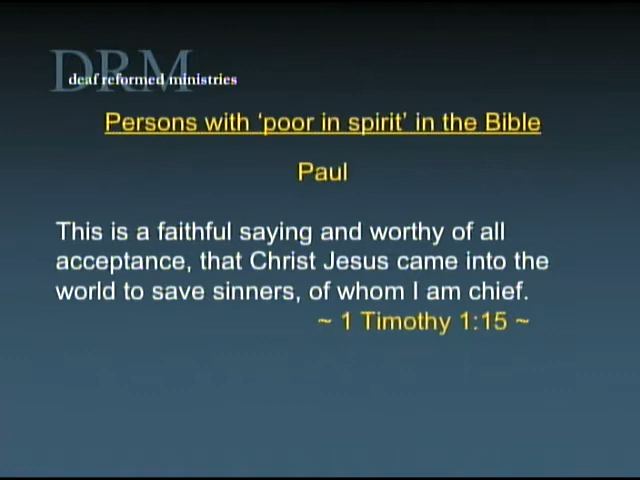 DRM
deaf reformed ministries
Persons with ‘poor in spirit’ in the Bible
Paul
This is a faithful saying and worthy of all
acceptance, that Christ Jesus came into the
world to save sinners, of whom I am chief.
~ 1 Timothy 1:15 ~